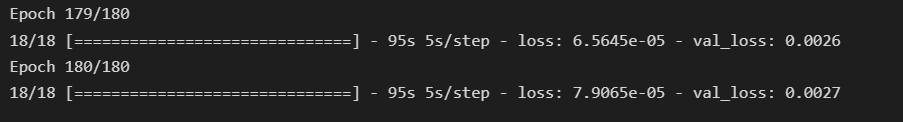 Epoch 179/180
18/18 [==============================] - 95s 5s/step - loss: 6.5645e-05 - val_loss: 0.0026
Epoch 180/180
18/18 [==============================] - 95s 5s/step - loss: 7.9065e-05 - val_loss: 0.0027